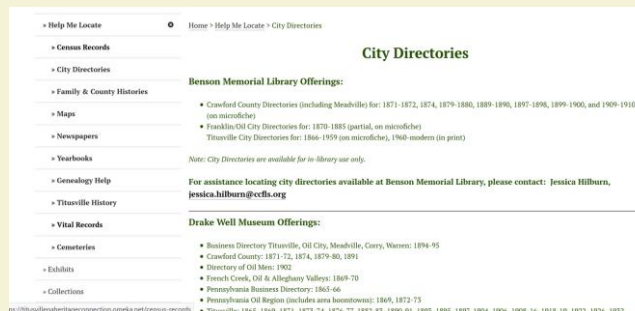 » Help Me Locate
» Census Records
» City Directories
» Family & County Histories
» Maps
» Newspapers
» Yearbooks
» Genealogy Help
» Titusville History
» Vital Records
» Cemeteries
» Exhibits
» Collections
Home > Help Me Locate > City Directories
City Directories
Benson Memorial Library Offerings:
• Crawford County Directories (including Meadville) for: 1871-1872, 1874, 1879-1880, 1889-1890, 1897-1898, 1899-1900, and 1909-1910
(on microfiche)
• Franklin/Oil City Directories for: 1870-1885 (partial, on microfiche)
Titusville City Directories for: 1866-1959 (on microfiche), 1960-modern (in print)
Note: City Directories are available for in-library use only.
For assistance locating city directories available at Benson Memorial Library, please contact: Jessica Hilburn,
jessica.hilburn@ccfls.org
Drake Well Museum Offerings:
• Business Directory Titusville, Oil City, Meadville, Corry, Warren: 1894-95
• Crawford County: 1871-72, 1874, 1879-80, 1891
• Directory of Oil Men: 1902
• French Creek, Oil & Alleghany Valleys: 1869-70
• Pennsylvania Business Directory: 1865-66
• Pennsylvania Oil Region (includes area boomtowns): 1869, 1872-73